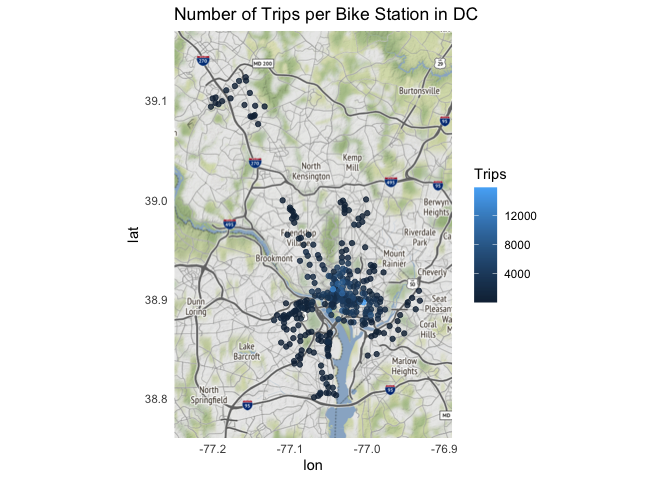 Number of Trips per Bike Station in DC
270
MD 200
29
Burtonsville
39.1
95
North
Kensington
Kemp
Mill
270
495
95
39.0
Berwyn
Heights
495
Friendship
Riverdale
Park
Brookmont
Mount
Rainier
Cheverly
50
38.9
Dunn
Loring
Seat
Pleasant
Coral
Hills
Lake
Barcroft
Marlow
Heights
North
Springfield
95
95
38.8
MD
-77.2
-77.1
-77.0
-76.9
lon
lat
Trips
12000
8000
4000